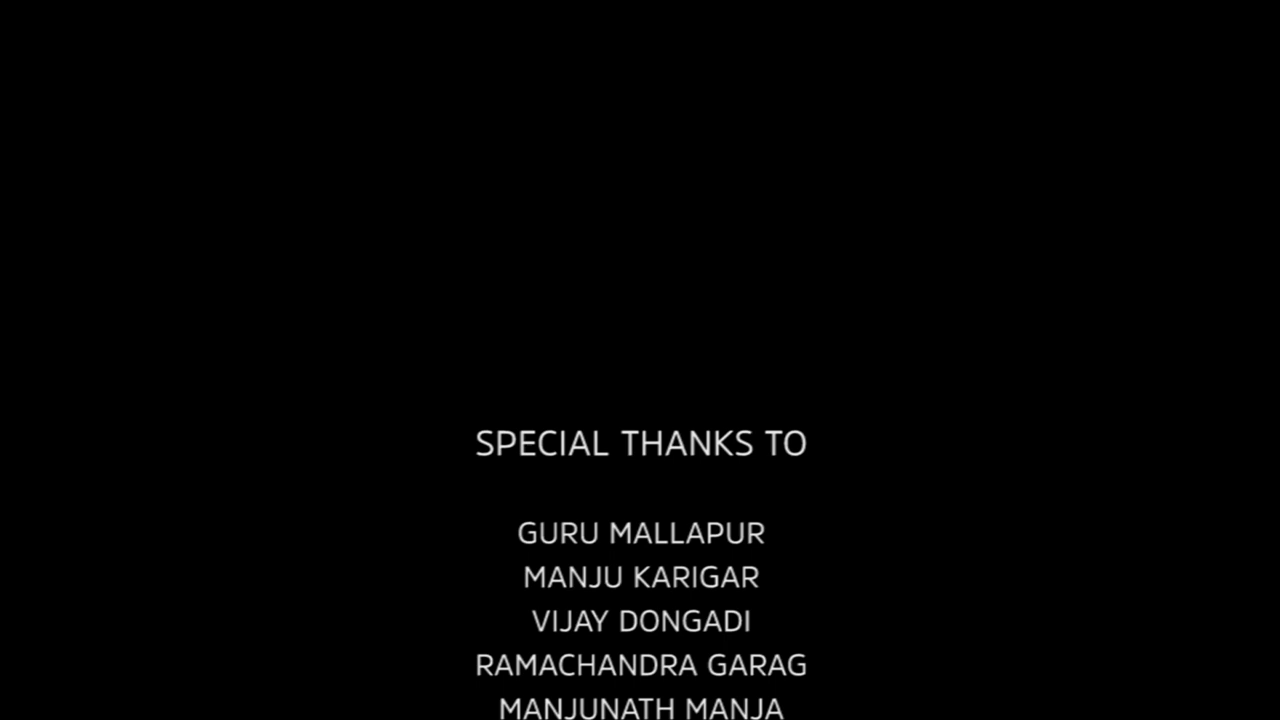 SPECIAL THANKS TO
GURU MALLAPUR
MANJU KARIGAR
VIJAY DONGADI
RAMACHANDRA GARAG
MANJUNATH MANJA